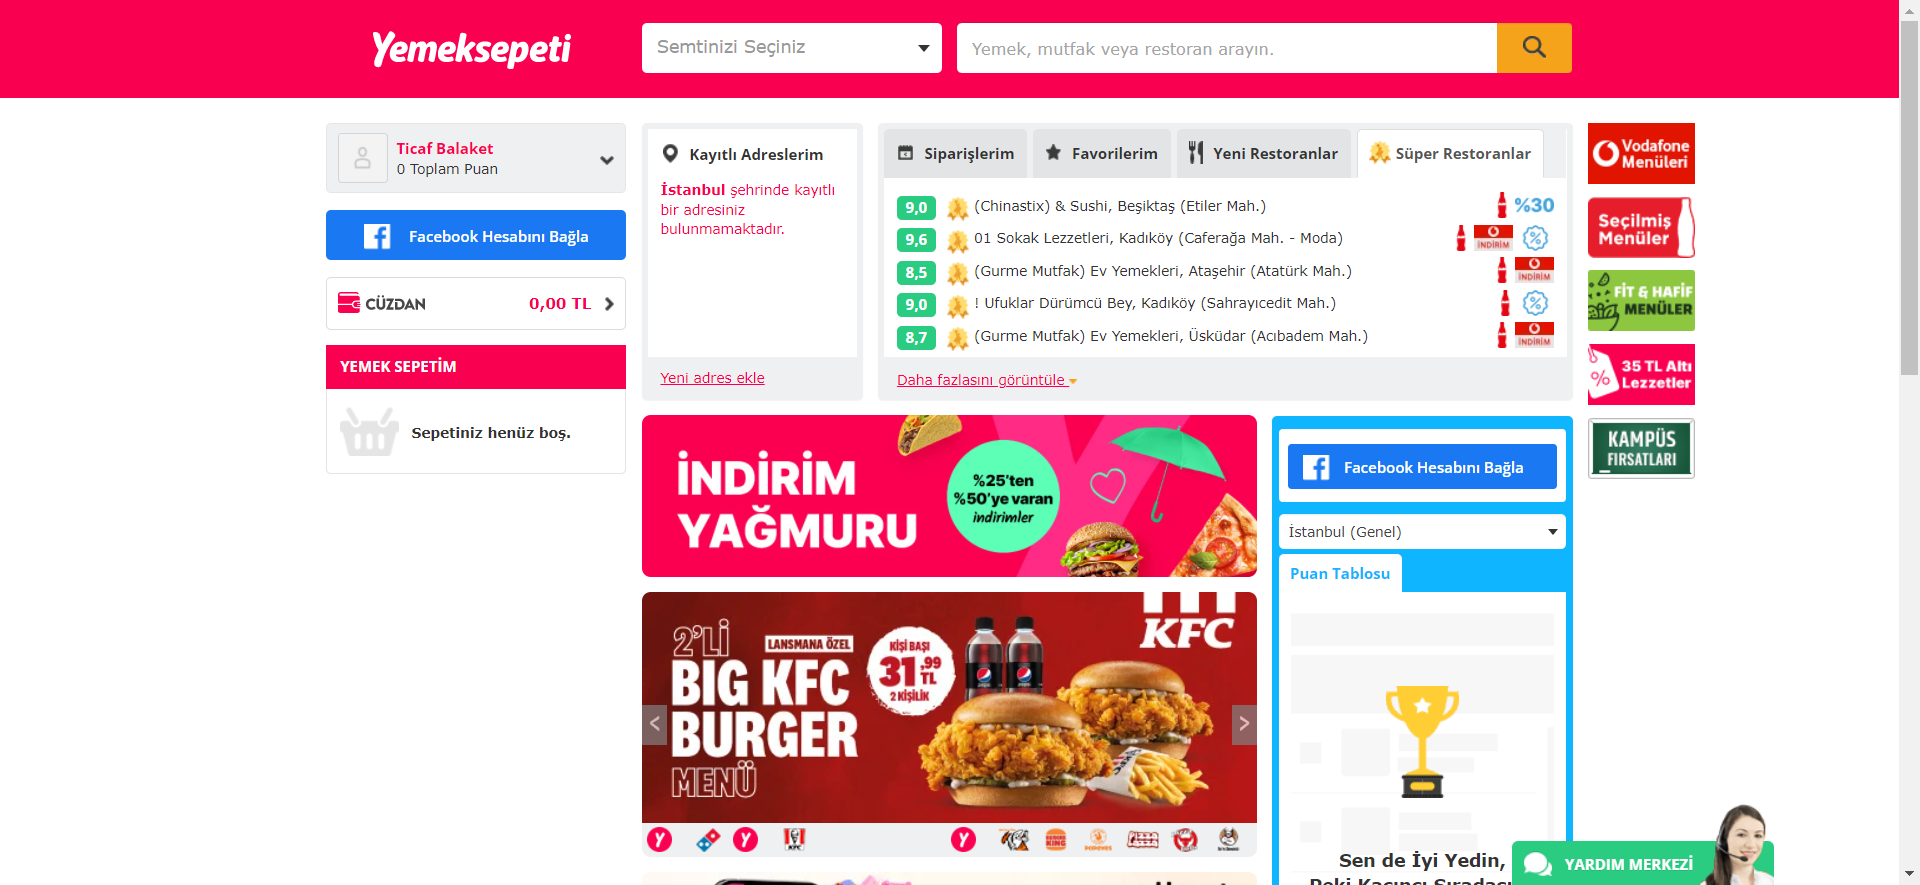 Yemeksepeti
Semtinizi Seçiniz
Yemek, mutfak veya restoran arayın.
Ticaf Balaket
0 Toplam Puan
Facebook Hesabını Bağla
CÜZDAN
0,00 TL
YEMEK SEPETİM
Sepetiniz henüz boş.
Kayıtlı Adreslerim
İstanbul şehrinde kayıtlı
bir adresiniz
bulunmamaktadır.
Yeni adres ekle
Siparişlerim
Favorilerim
Yeni Restoranlar
Süper Restoranlar
9,0 (Chinastix) & Sushi, Beşiktaş (Etiler Mah.) %30
9,6 01 Sokak Lezzetleri, Kadıköy (Caferağa Mah. - Moda) İNDİRİM
8,5 (Gurme Mutfak) Ev Yemekleri, Ataşehir (Atatürk Mah.) İNDİRİM
9,0 ! Ufuklar Dürümcü Bey, Kadıköy (Sahrayıcedit Mah.)
8,7 (Gurme Mutfak) Ev Yemekleri, Üsküdar (Acıbadem Mah.) İNDİRİM
Daha fazlasını görüntüle
Vodafone
Menüleri
Seçilmiş
Menüler
FİT & HAFİF
MENÜLER
35 TL Altı
Lezzetler
KAMPÜS
FIRSATLARI
İNDİRİM
YAĞMURU
%25'ten
%50'ye varan
indirimler
2'Lİ
BIG KFC
BURGER
MENÜ
LANSMANA ÖZEL
KİŞİ BAŞI
31,99
TL
2 KİŞİLİK
KFC
Facebook Hesabını Bağla
İstanbul (Genel)
Puan Tablosu
Sen de İyi Yedin,
YARDIM MERKEZİ